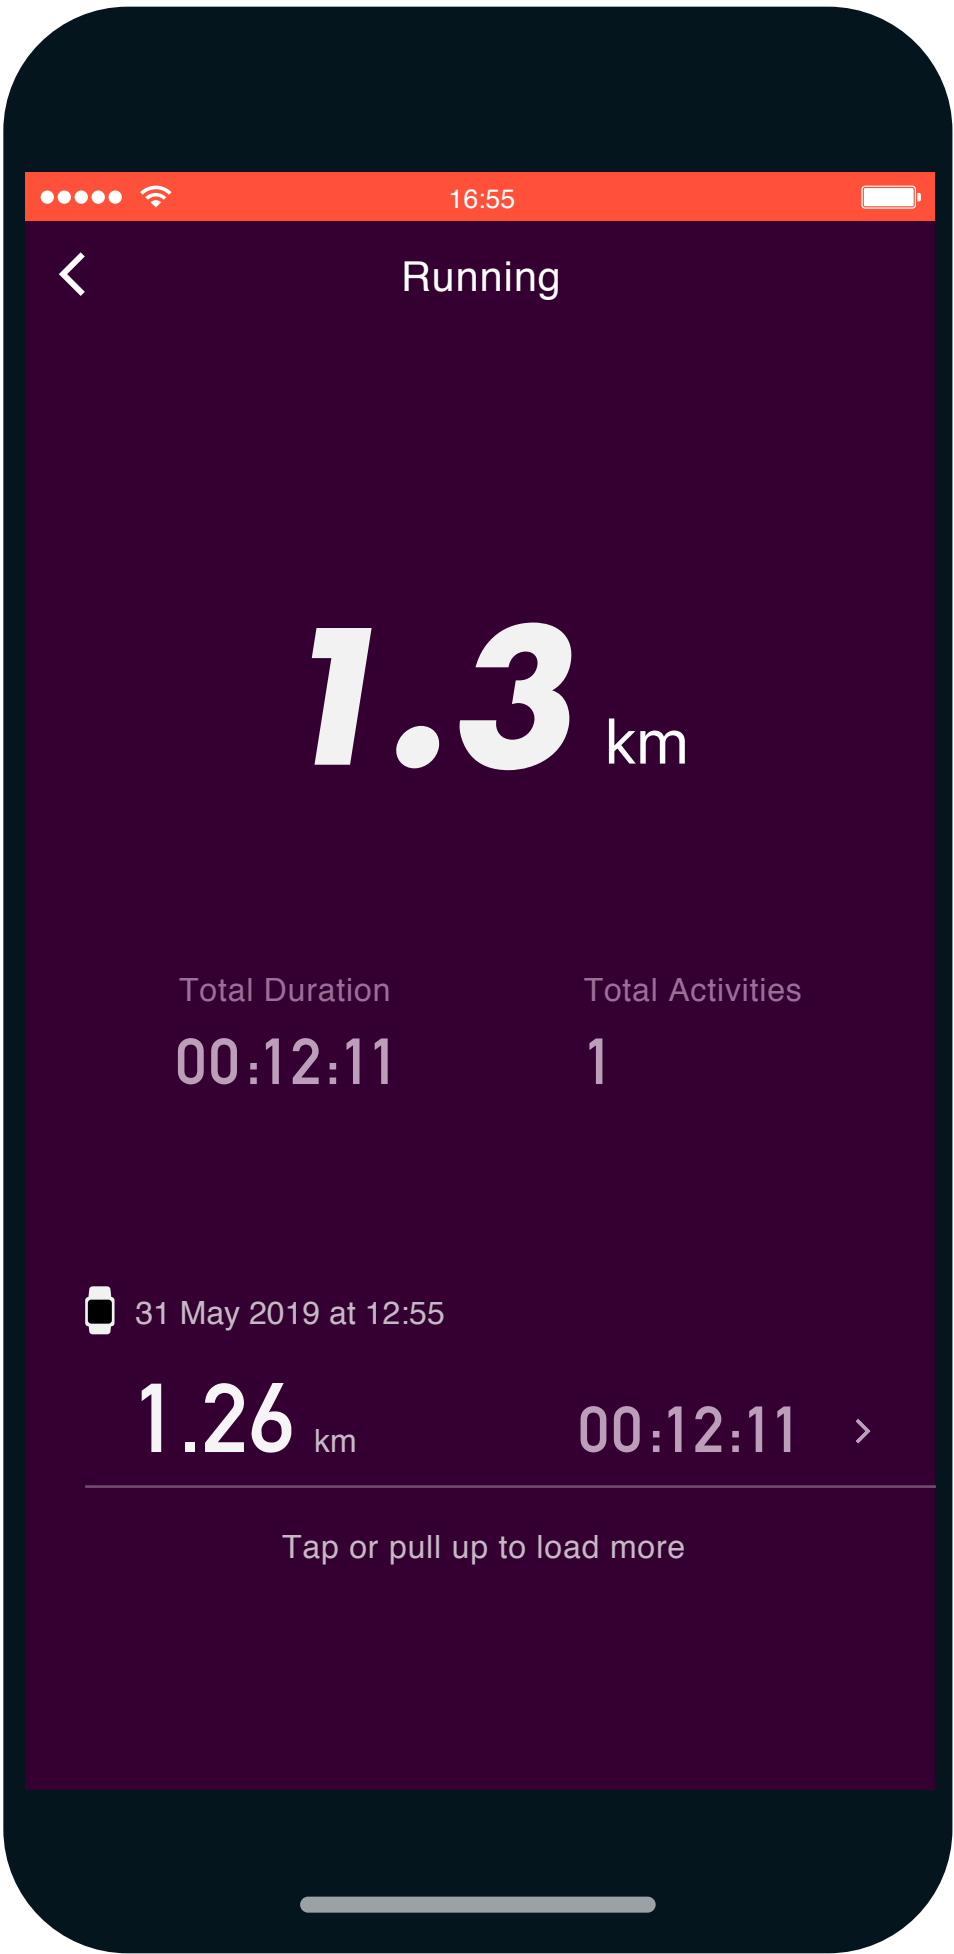 16:55
Running
1.3 km
Total Duration Total Activities
00:12:11 1
31 May 2019 at 12:55
1.26 km 00:12:11
Tap or pull up to load more